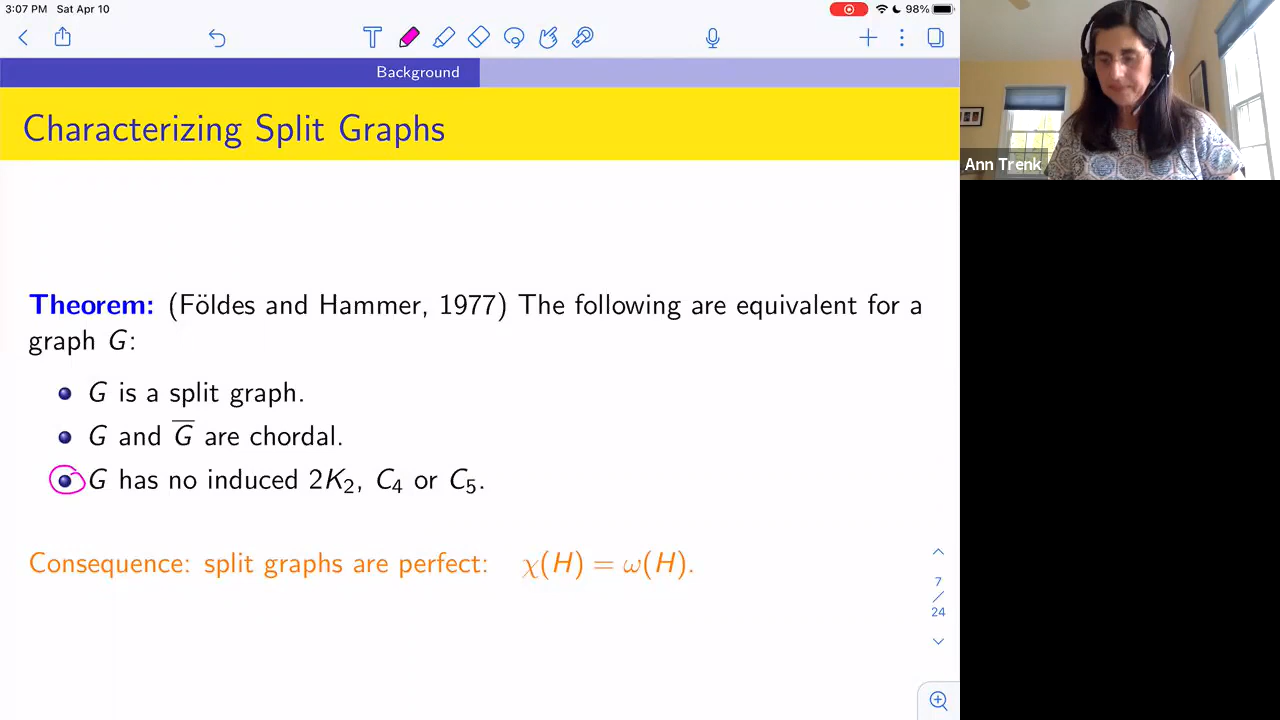 3:07 PM Sat Apr 10
98%
Background
Characterizing Split Graphs
Ann Trenk
Theorem: (Földes and Hammer, 1977) The following are equivalent for a
graph G:
G is a split graph.
G and G̅ are chordal.
G has no induced 2K₂, C₄ or C₅.
Consequence: split graphs are perfect: χ(H) = ω(H).
7
/
24